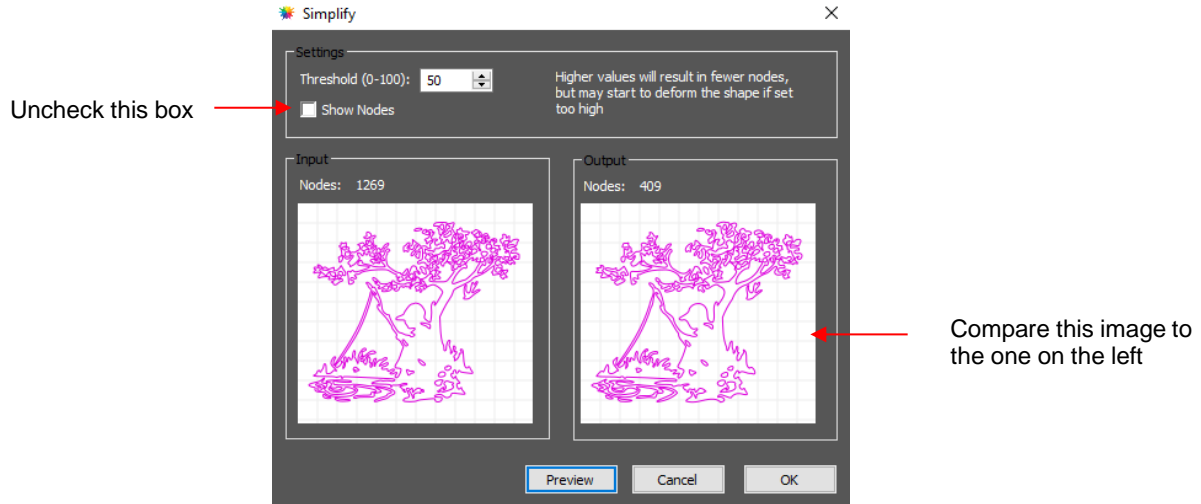 Simplify
Settings
Threshold (0-100): 50
Higher values will result in fewer nodes,
but may start to deform the shape if set
too high
Uncheck this box
Show Nodes
Input
Nodes: 1269
Output
Nodes: 409
Compare this image to
the one on the left
Preview
Cancel
OK